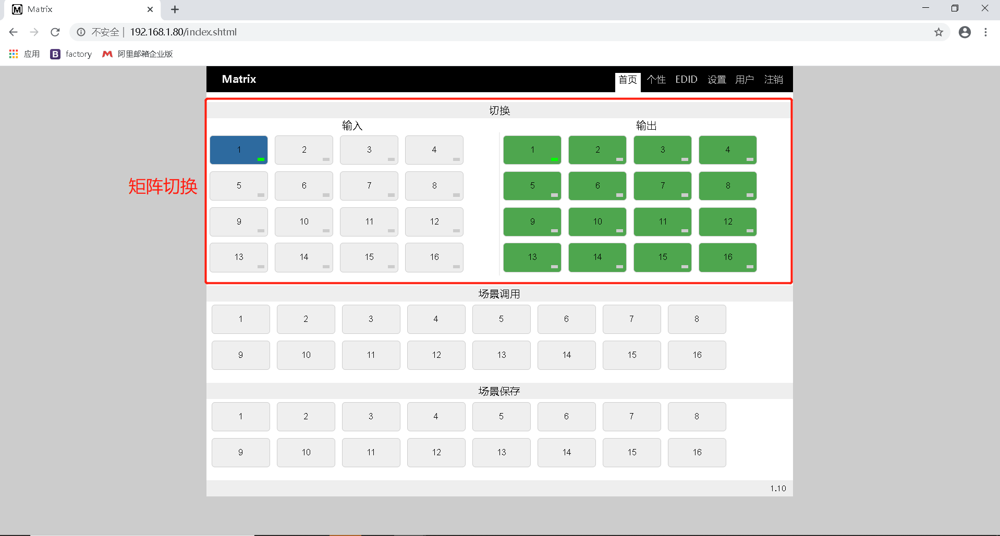 Matrix
不安全 | 192.168.1.80/index.shtml
应用 B factory 阿里邮箱企业版
Matrix 首页 个性 EDID 设置 用户 注销
切换
输入 输出
1 2 3 4 1 2 3 4
矩阵切换
5 6 7 8 5 6 7 8
9 10 11 12 9 10 11 12
13 14 15 16 13 14 15 16
场景调用
1 2 3 4 5 6 7 8
9 10 11 12 13 14 15 16
场景保存
1 2 3 4 5 6 7 8
9 10 11 12 13 14 15 16
1.10